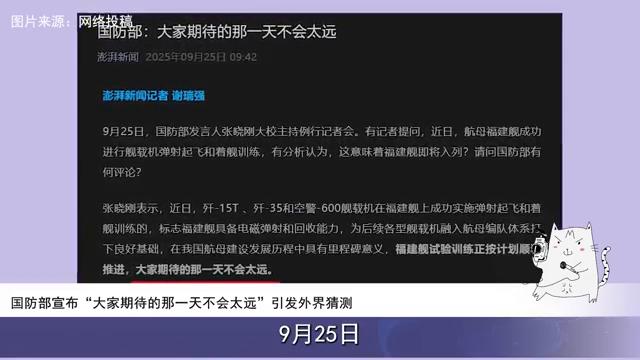 图片来源：网络投稿
国防部：大家期待的那一天不会太远
澎湃新闻 2025年09月25日 09:42
澎湃新闻记者 谢瑞强
9月25日，国防部发言人张晓刚大校主持例行记者会。有记者提问，近日，航母福建舰成功
进行舰载机弹射起飞和着舰训练，有分析认为，这意味着福建舰即将入列？请问国防部有
何评论？
张晓刚表示，近日，歼-15T 、歼-35和空警-600舰载机在福建舰上成功实施弹射起飞和着
舰训练的，标志福建舰具备电磁弹射和回收能力，为后续各型舰载机融入航母编队体系打
下良好基础，在我国航母建设发展历程中具有里程碑意义，福建舰试验训练正按计划顺
推进，大家期待的那一天不会太远。
国防部宣布“大家期待的那一天不会太远”引发外界猜测
9月25日